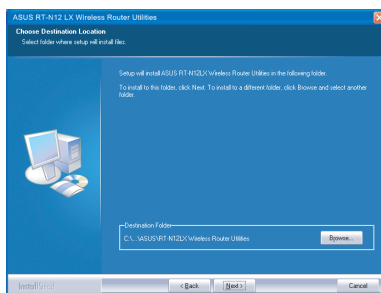 ASUS RT-N12 LX Wireless Router Utilities
Choose Destination Location
Select folder where setup will install files.
Setup will install ASUS RT-N12LX Wireless Router Utilities in the following folder.
To install to this folder, click Next. To install to a different folder, click Browse and select another
folder.
Destination Folder
C:\...\ASUS\RT-N12LX Wireless Router Utilities
Browse...
InstallShield
< Back
Next >
Cancel